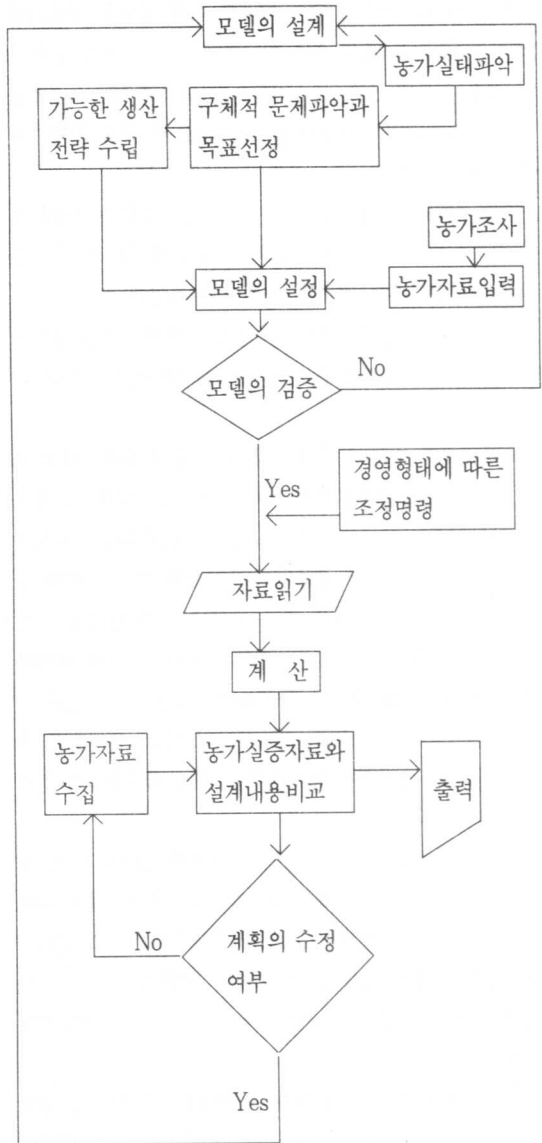 모델의 설계
농가실태파악
가능한 생산
전략 수립
구체적 문제파악과
목표선정
농가조사
모델의 설정
농가자료입력
모델의 검증
No
Yes
경영형태에 따른
조정명령
자료읽기
계 산
농가자료
수집
농가실증자료와
설계내용비교
출력
No
계획의 수정
여부
Yes